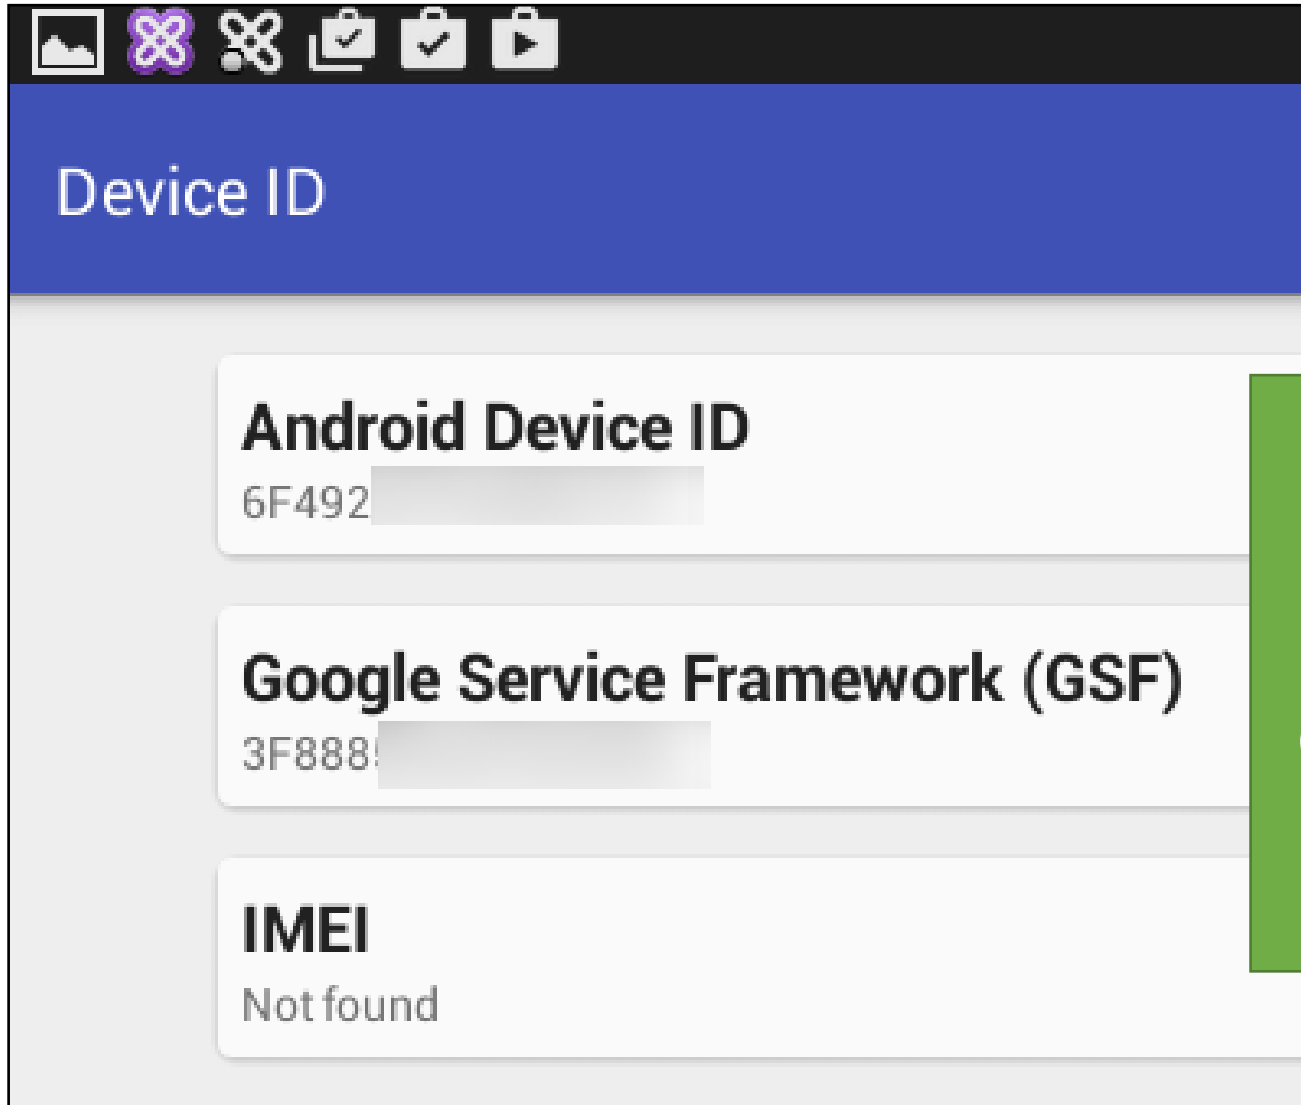 Device ID
Android Device ID
6F492
Google Service Framework (GSF)
3F888
IMEI
Not found